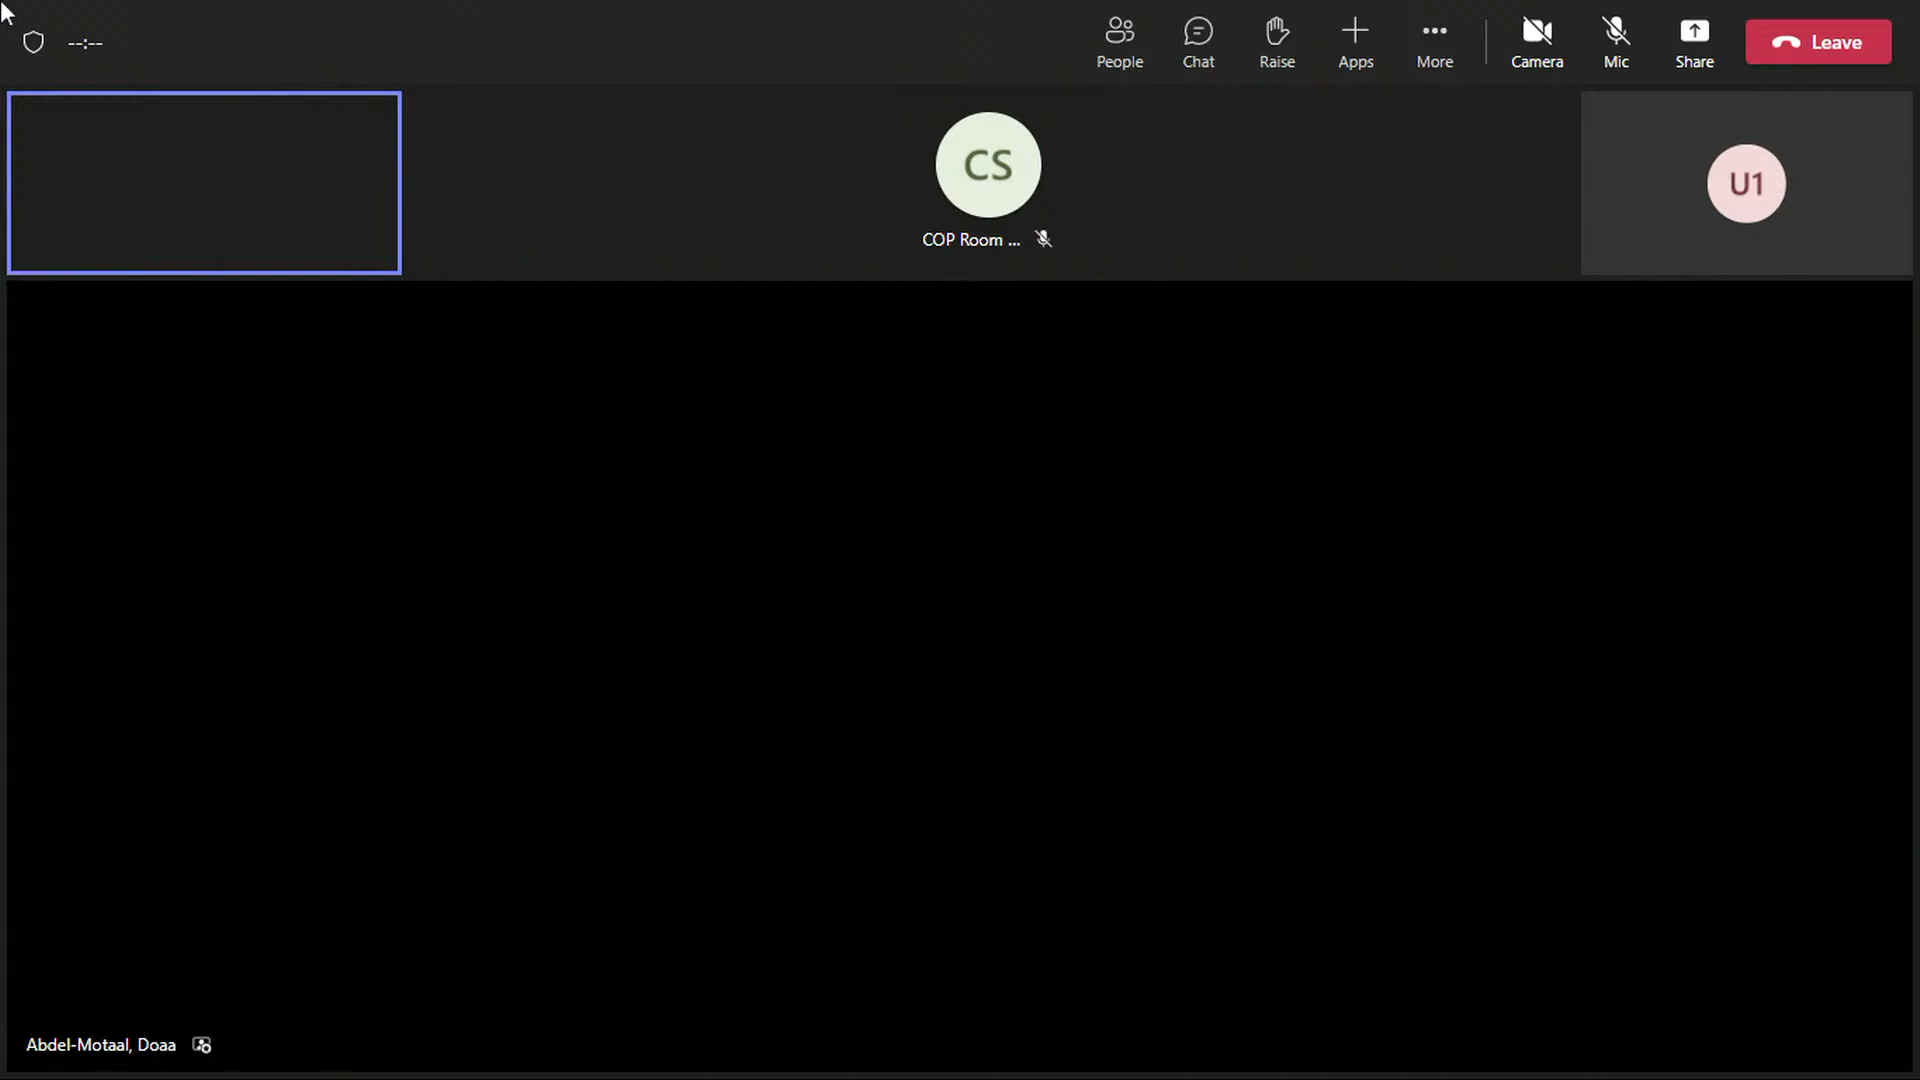 --:--
People
Chat
Raise
Apps
More
Camera
Mic
Share
Leave
CS
COP Room ...
U1
Abdel-Motaal, Doaa